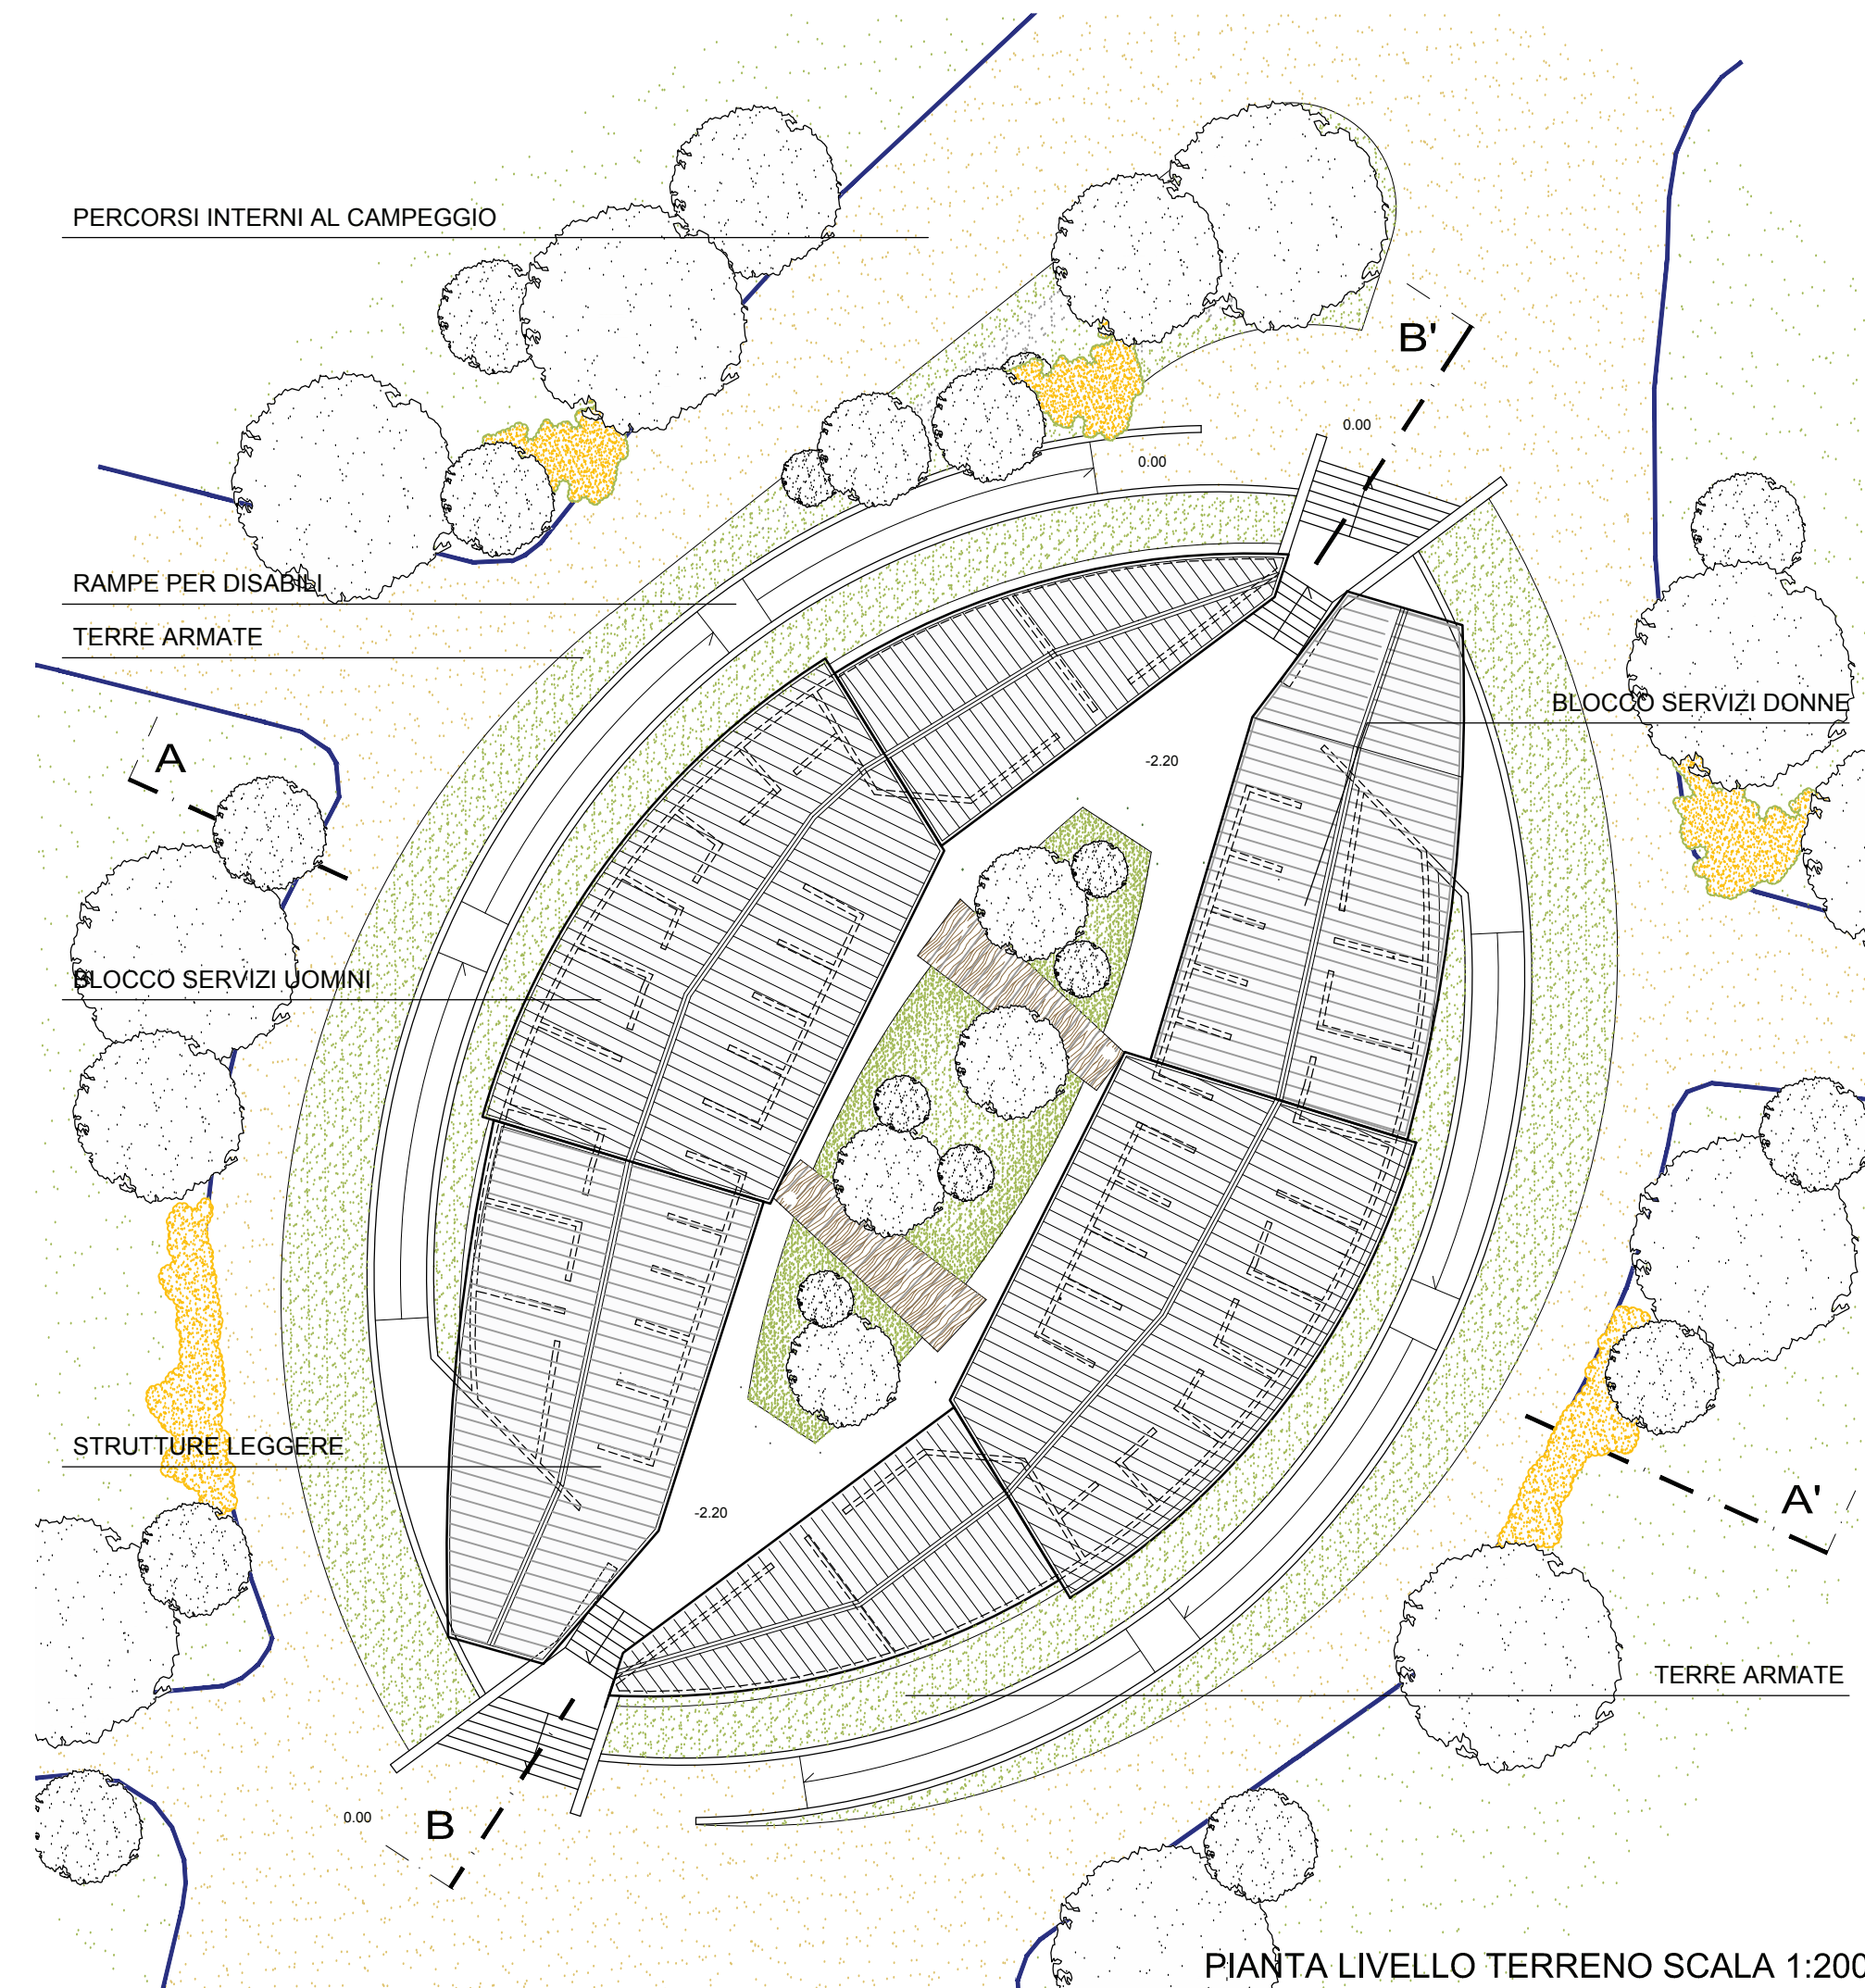 PERCORSI INTERNI AL CAMPEGGIO
B'
0.00
0.00
RAMPE PER DISABILI
TERRE ARMATE
BLOCCO SERVIZI DONNE
A
-2.20
BLOCCO SERVIZI UOMINI
STRUTTURE LEGGERE
A'
-2.20
TERRE ARMATE
0.00
B
PIANTA LIVELLO TERRENO SCALA 1:200